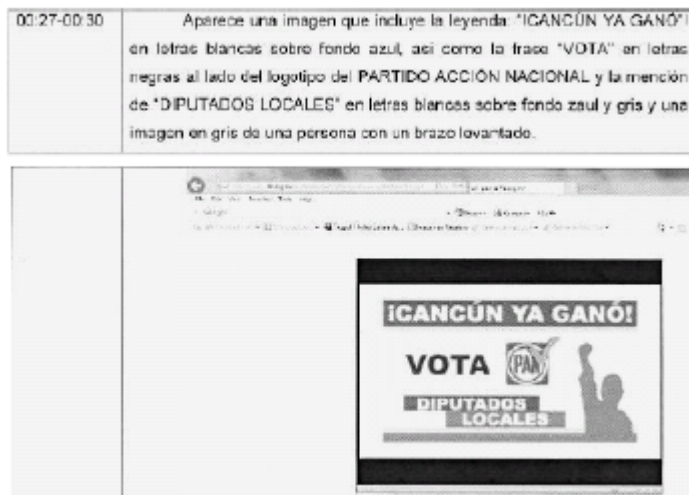 00:27-00:30 Aparece una imagen que incluye la leyenda: "ICANCÚN YA GANÓ"I
en letras blancas sobre fondo azul, asi como la frase "VOTA" en letras
negras al lado del logotipo del PARTIDO ACCIÓN NACIONAL y la mención
de "DIPUTADOS LOCALES" en letras blancas sobre fondo zaul y gris y una
imagen en gris de una persona con un brazo levantado.
¡CANCÚN YA GANÓ!
VOTA PAN
DIPUTADOS
LOCALES